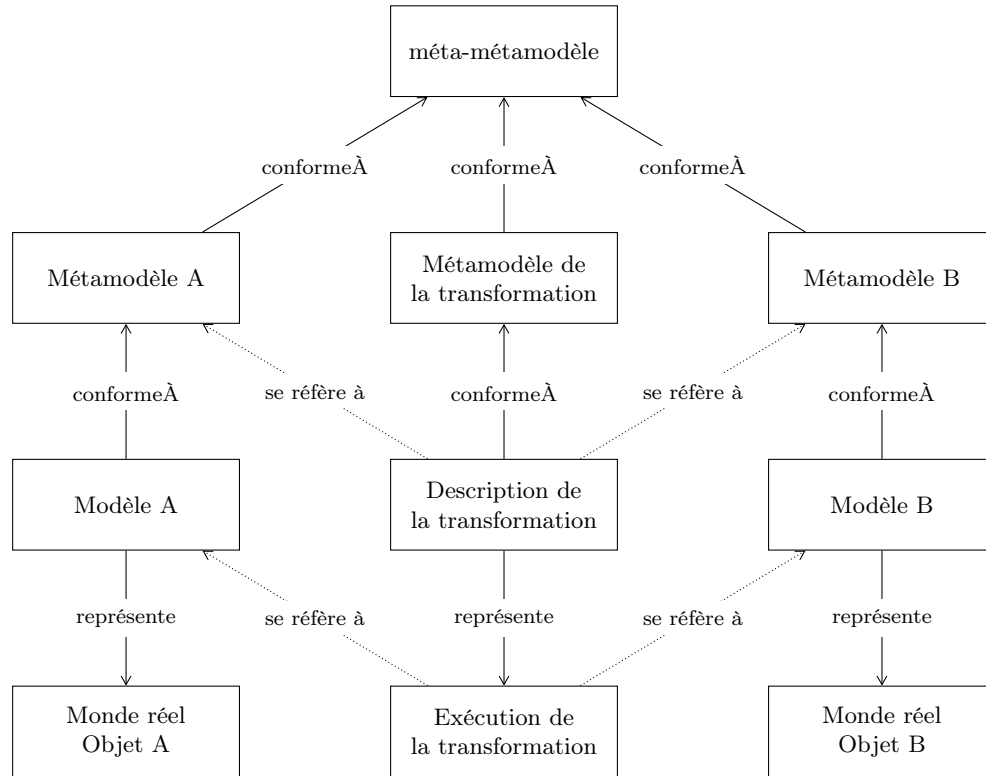 méta-métamodèle
conformeÀ
conformeÀ
conformeÀ
Métamodèle A
Métamodèle de
la transformation
Métamodèle B
conformeÀ
se réfère à
conformeÀ
se réfère à
conformeÀ
Modèle A
Description de
la transformation
Modèle B
représente
se réfère à
représente
se réfère à
représente
Monde réel
Objet A
Exécution de
la transformation
Monde réel
Objet B